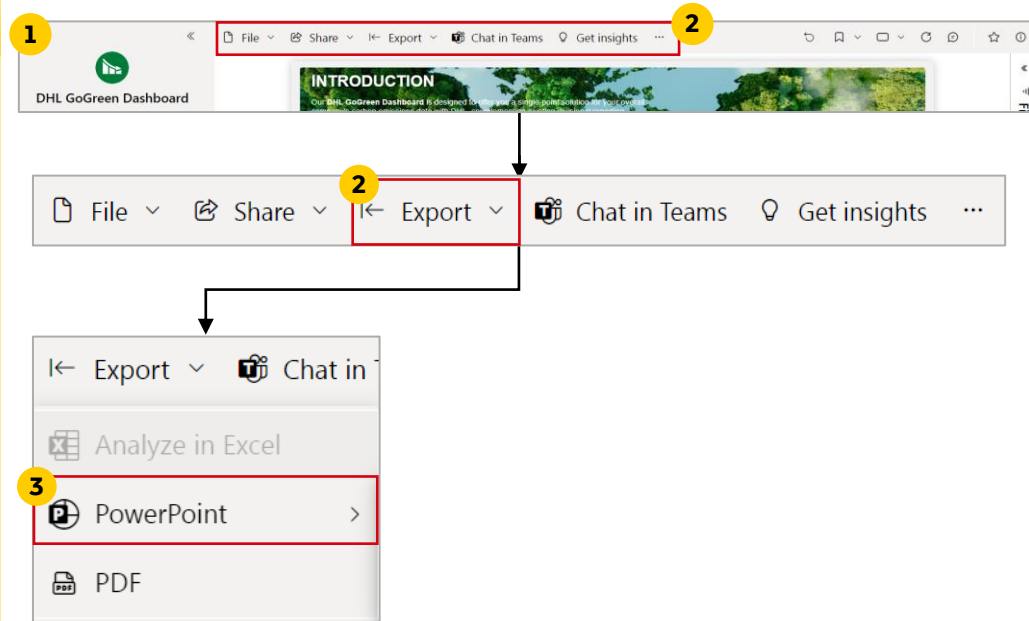 1
2
File
Share
Export
Chat in Teams
Get insights
...
DHL GoGreen Dashboard
INTRODUCTION
Our DHL GoGreen Dashboard is designed to offer you a single-point solution for your overall
2
File
Share
Export
Chat in Teams
Get insights
...
Export
Chat in
Analyze in Excel
3
PowerPoint
PDF